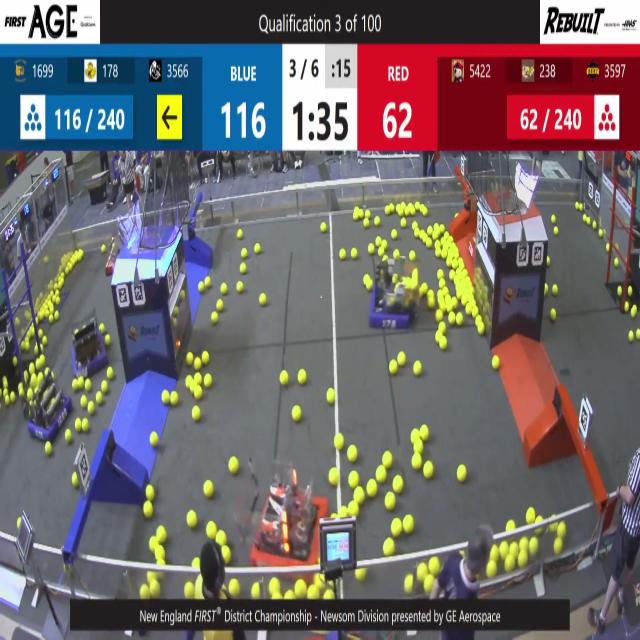 FIRST AGE
Qualification 3 of 100
REBUILT
1699 178 3566 BLUE 3 / 6 :15 RED 5422 238 3597
116 / 240 116 1:35 62 62 / 240
178
New England FIRST® District Championship - Newsom Division presented by GE Aerospace